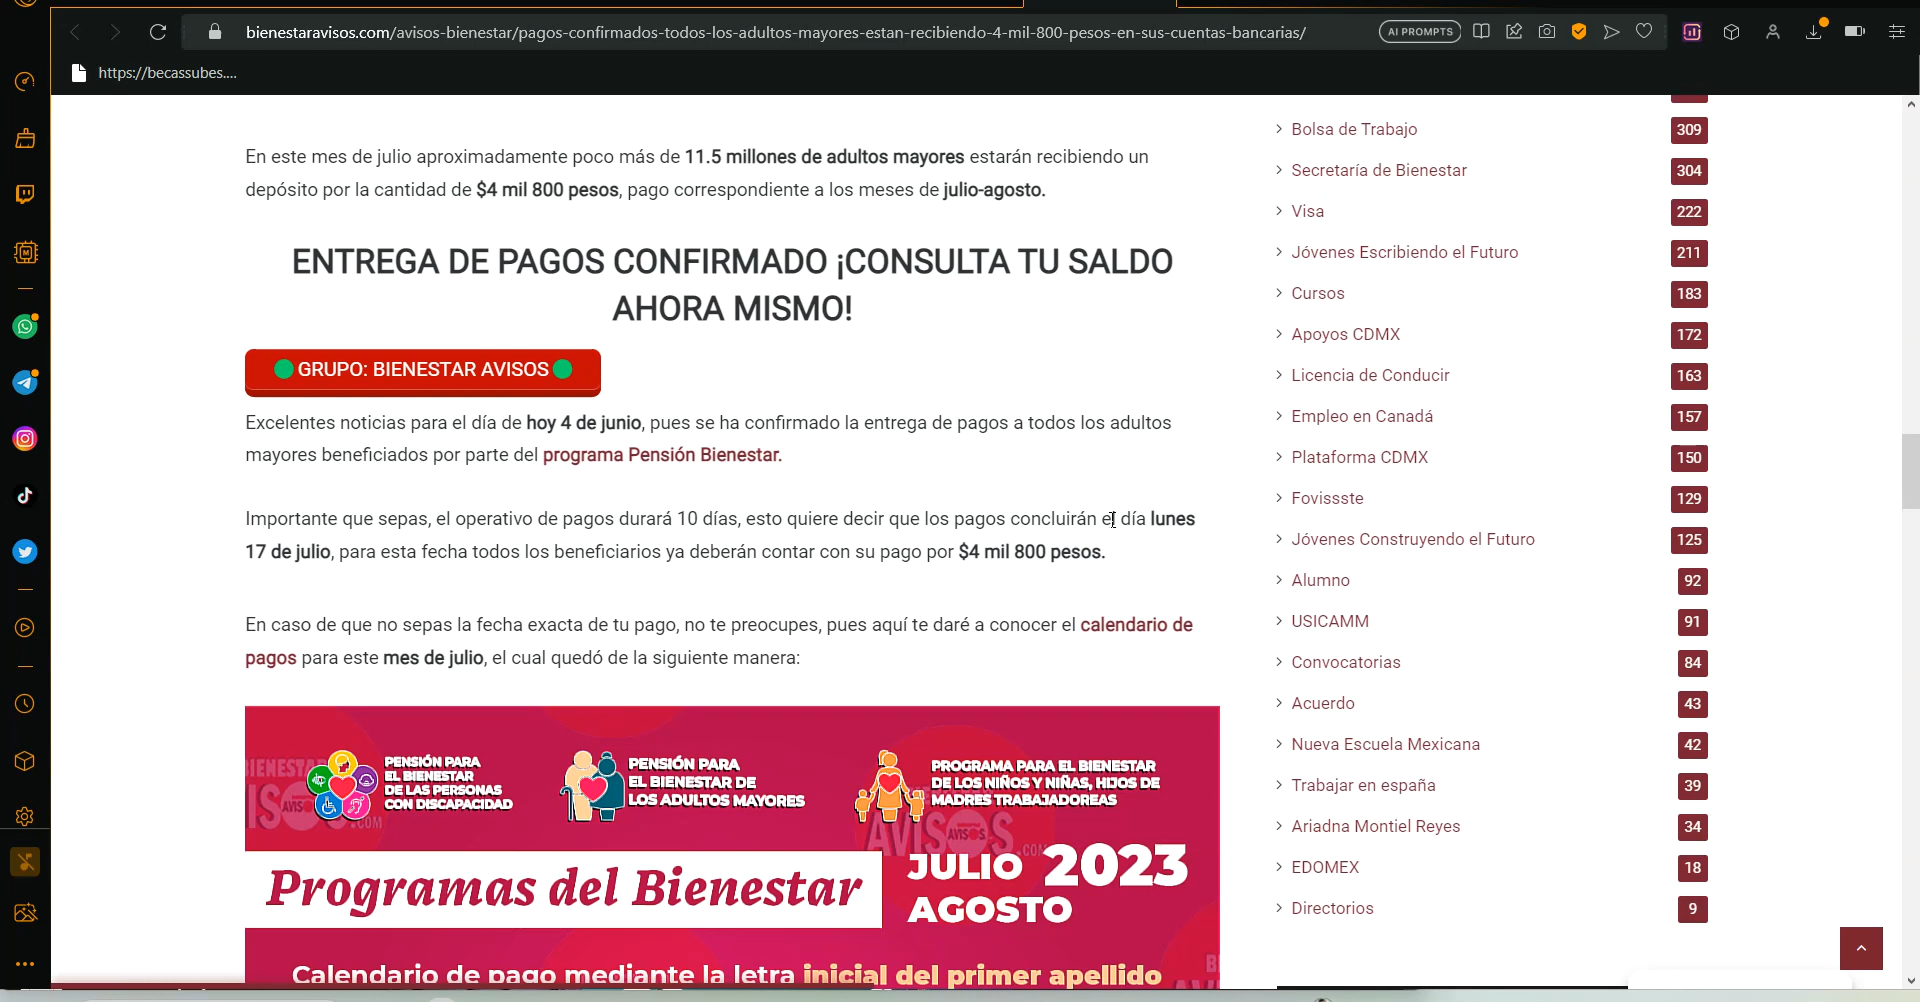 bienestaravisos.com/avisos-bienestar/pagos-confirmados-todos-los-adultos-mayores-estan-recibiendo-4-mil-800-pesos-en-sus-cuentas-bancarias/
AI PROMPTS
https://becassubes....
En este mes de julio aproximadamente poco más de 11.5 millones de adultos mayores estarán recibiendo un
depósito por la cantidad de $4 mil 800 pesos, pago correspondiente a los meses de julio-agosto.
ENTREGA DE PAGOS CONFIRMADO ¡CONSULTA TU SALDO
AHORA MISMO!
GRUPO: BIENESTAR AVISOS
Excelentes noticias para el día de hoy 4 de junio, pues se ha confirmado la entrega de pagos a todos los adultos
mayores beneficiados por parte del programa Pensión Bienestar.
Importante que sepas, el operativo de pagos durará 10 días, esto quiere decir que los pagos concluirán el día lunes
17 de julio, para esta fecha todos los beneficiarios ya deberán contar con su pago por $4 mil 800 pesos.
En caso de que no sepas la fecha exacta de tu pago, no te preocupes, pues aquí te daré a conocer el calendario de
pagos para este mes de julio, el cual quedó de la siguiente manera:
PENSIÓN PARA
EL BIENESTAR
DE LAS PERSONAS
CON DISCAPACIDAD
PENSIÓN PARA
EL BIENESTAR DE
LOS ADULTOS MAYORES
PROGRAMA PARA EL BIENESTAR
DE LOS NIÑOS Y NIÑAS, HIJOS DE
MADRES TRABAJADOREAS
Programas del Bienestar
JULIO 2023
AGOSTO
Calendario de pago mediante la letra inicial del primer apellido
Bolsa de Trabajo 309
Secretaría de Bienestar 304
Visa 222
Jóvenes Escribiendo el Futuro 211
Cursos 183
Apoyos CDMX 172
Licencia de Conducir 163
Empleo en Canadá 157
Plataforma CDMX 150
Fovissste 129
Jóvenes Construyendo el Futuro 125
Alumno 92
USICAMM 91
Convocatorias 84
Acuerdo 43
Nueva Escuela Mexicana 42
Trabajar en españa 39
Ariadna Montiel Reyes 34
EDOMEX 18
Directorios 9